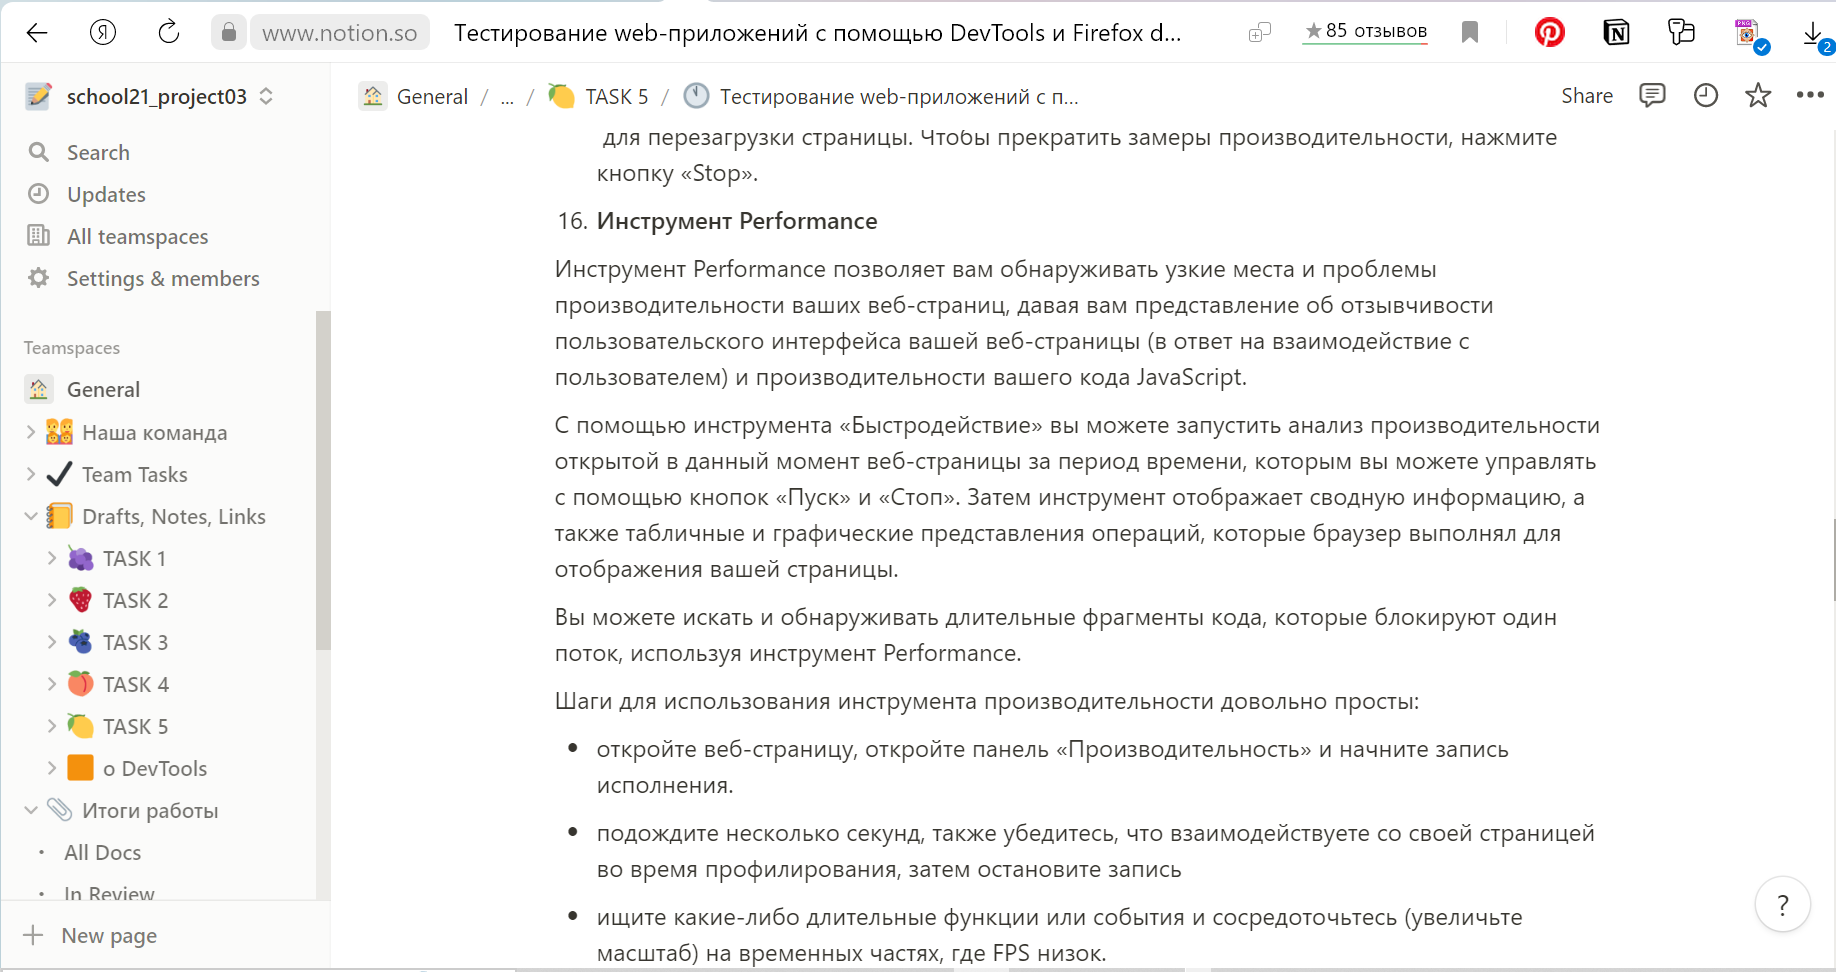 Я
www.notion.so
Тестирование web-приложений с помощью DevTools и Firefox d...
★85 отзывов
N
PNG
2
school21_project03
General / ... / TASK 5 / Тестирование web-приложений с п...
Share
Search
Updates
All teamspaces
Settings & members
Teamspaces
General
Наша команда
Team Tasks
Drafts, Notes, Links
TASK 1
TASK 2
TASK 3
TASK 4
TASK 5
о DevTools
Итоги работы
All Docs
In Review
New page
для перезагрузки страницы. Чтобы прекратить замеры производительности, нажмите
кнопку «Stop».
16. Инструмент Performance
Инструмент Performance позволяет вам обнаруживать узкие места и проблемы
производительности ваших веб-страниц, давая вам представление об отзывчивости
пользовательского интерфейса вашей веб-страницы (в ответ на взаимодействие с
пользователем) и производительности вашего кода JavaScript.
С помощью инструмента «Быстродействие» вы можете запустить анализ производительности
открытой в данный момент веб-страницы за период времени, которым вы можете управлять
с помощью кнопок «Пуск» и «Стоп». Затем инструмент отображает сводную информацию, а
также табличные и графические представления операций, которые браузер выполнял для
отображения вашей страницы.
Вы можете искать и обнаруживать длительные фрагменты кода, которые блокируют один
поток, используя инструмент Performance.
Шаги для использования инструмента производительности довольно просты:
• откройте веб-страницу, откройте панель «Производительность» и начните запись
исполнения.
• подождите несколько секунд, также убедитесь, что взаимодействуете со своей страницей
во время профилирования, затем остановите запись
• ищите какие-либо длительные функции или события и сосредоточьтесь (увеличьте
масштаб) на временных частях, где FPS низок.
?